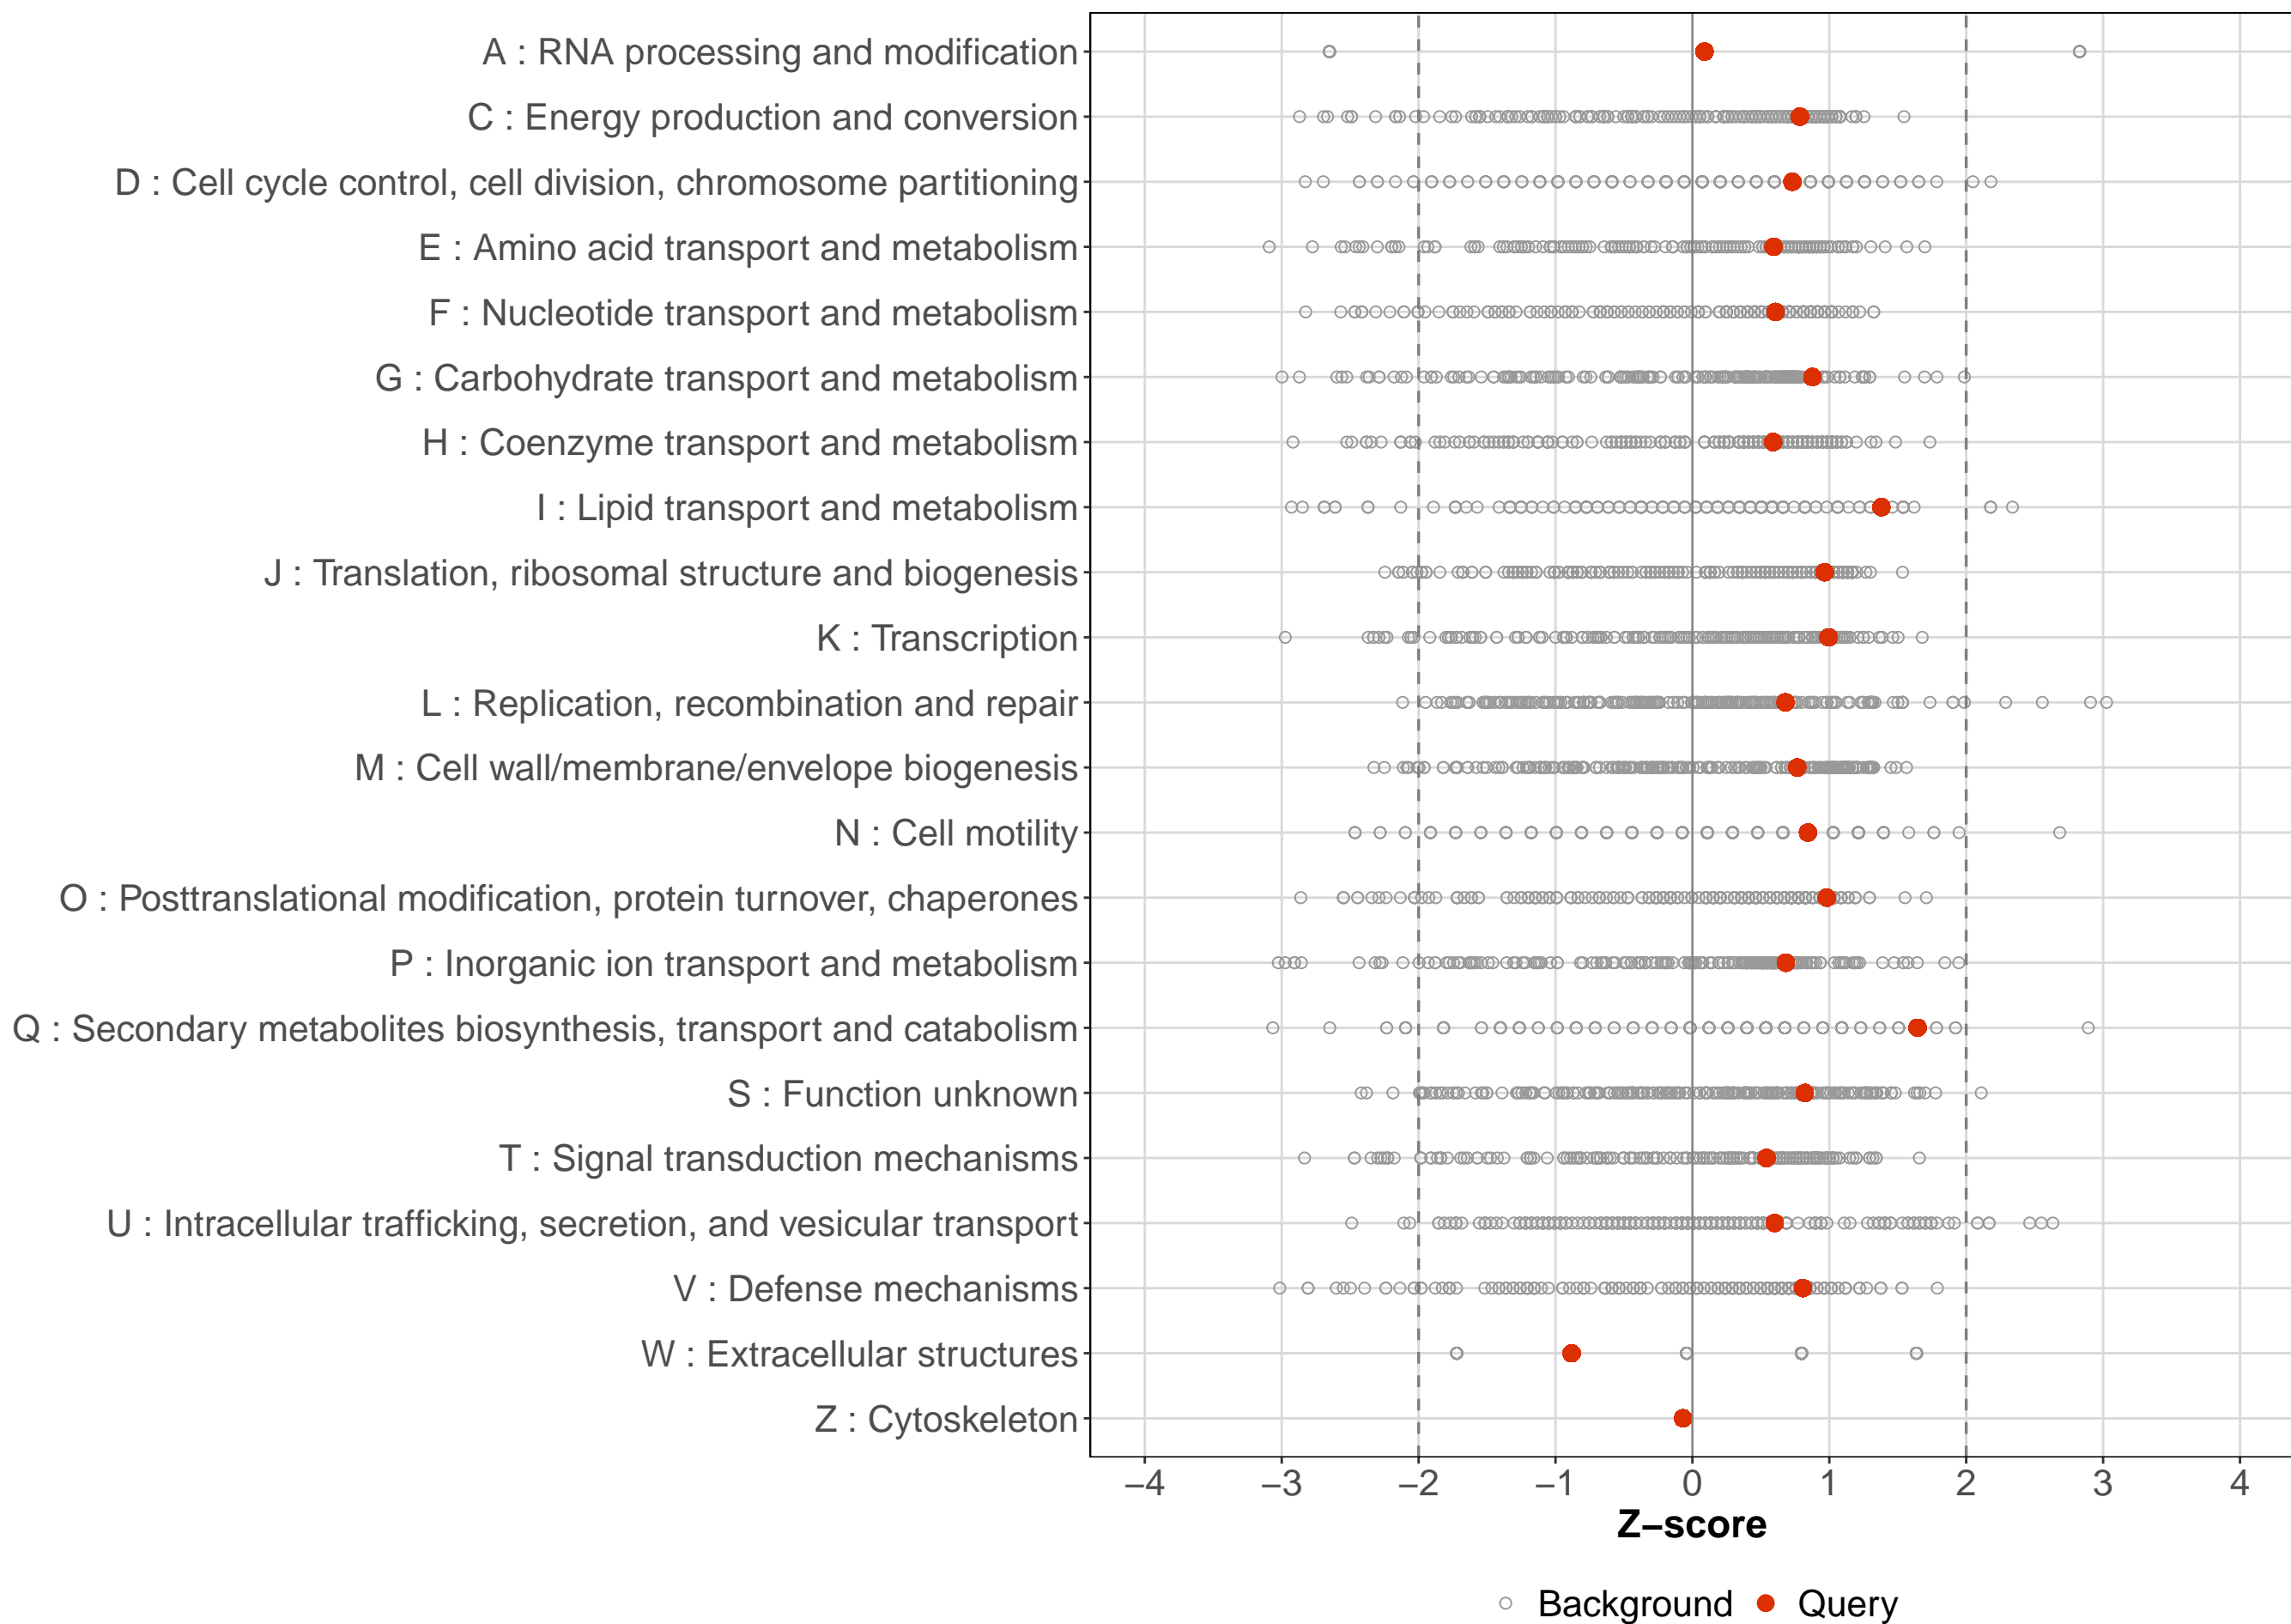 A : RNA processing and modification
C : Energy production and conversion
D : Cell cycle control, cell division, chromosome partitioning
E : Amino acid transport and metabolism
F : Nucleotide transport and metabolism
G : Carbohydrate transport and metabolism
H : Coenzyme transport and metabolism
I : Lipid transport and metabolism
J : Translation, ribosomal structure and biogenesis
K : Transcription
L : Replication, recombination and repair
M : Cell wall/membrane/envelope biogenesis
N : Cell motility
O : Posttranslational modification, protein turnover, chaperones
P : Inorganic ion transport and metabolism
Q : Secondary metabolites biosynthesis, transport and catabolism
S : Function unknown
T : Signal transduction mechanisms
U : Intracellular trafficking, secretion, and vesicular transport
V : Defense mechanisms
W : Extracellular structures
Z : Cytoskeleton
−4 −3 −2 −1 0 1 2 3 4
Z−score
Background Query